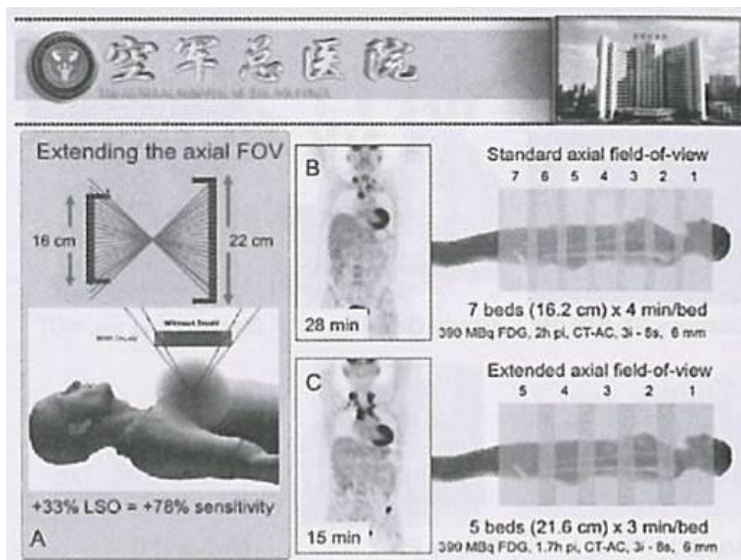 空军总医院
Extending the axial FOV
16 cm
22 cm
Without TrueV
+33% LSO = +78% sensitivity
A
B
28 min
Standard axial field-of-view
7 6 5 4 3 2 1
7 beds (16.2 cm) x 4 min/bed
390 MBq FDG, 2h pi, CT-AC, 3i - 8s, 6 mm
C
15 min
Extended axial field-of-view
5 4 3 2 1
5 beds (21.6 cm) x 3 min/bed
390 MBq FDG, 1.7h pi, CT-AC, 3i - 8s, 6 mm